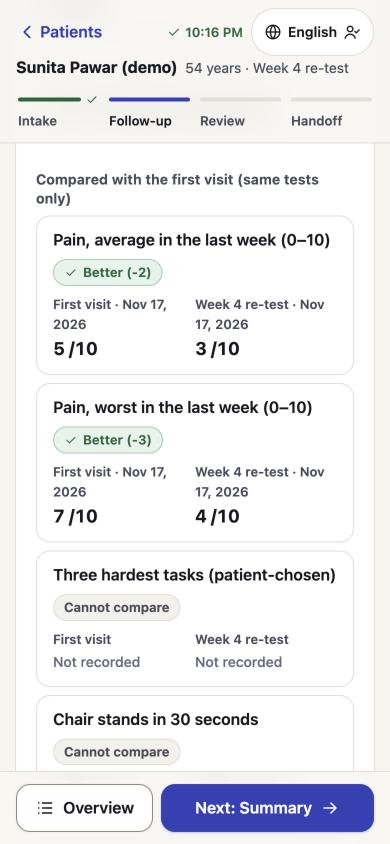 Patients
10:16 PM
English
Sunita Pawar (demo) 54 years · Week 4 re-test
Intake
Follow-up
Review
Handoff
Compared with the first visit (same tests
only)
Pain, average in the last week (0–10)
Better (-2)
First visit · Nov 17,
2026
5 /10
Week 4 re-test · Nov
17, 2026
3 /10
Pain, worst in the last week (0–10)
Better (-3)
First visit · Nov 17,
2026
7 /10
Week 4 re-test · Nov
17, 2026
4 /10
Three hardest tasks (patient-chosen)
Cannot compare
First visit
Not recorded
Week 4 re-test
Not recorded
Chair stands in 30 seconds
Cannot compare
Overview
Next: Summary